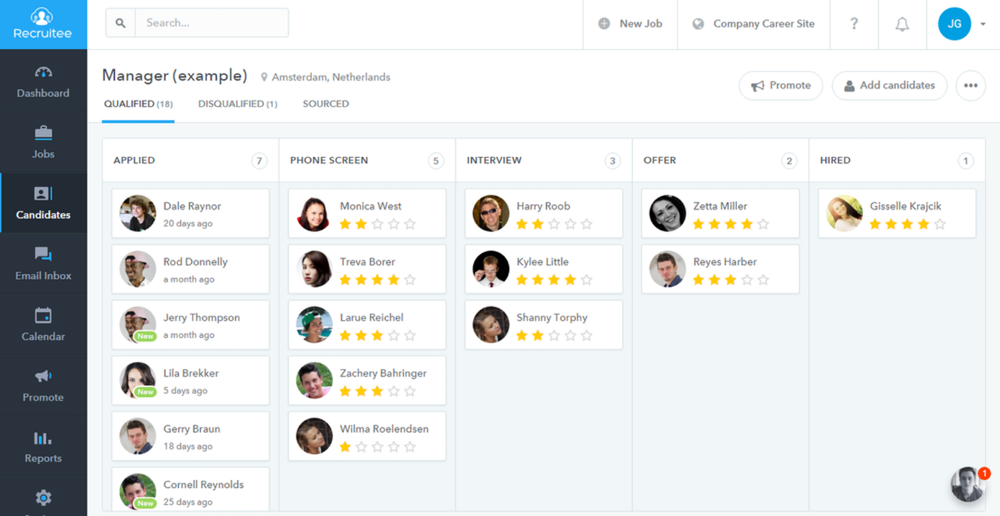 Recruitee
Search...
New Job
Company Career Site
?
JG
Dashboard
Jobs
Candidates
Email Inbox
Calendar
Promote
Reports
Manager (example)
Amsterdam, Netherlands
Promote
Add candidates
QUALIFIED (18)
DISQUALIFIED (1)
SOURCED
APPLIED 7
Dale Raynor
20 days ago
Rod Donnelly
a month ago
Jerry Thompson
a month ago
New
Lila Brekker
5 days ago
New
Gerry Braun
18 days ago
Cornell Reynolds
25 days ago
New
PHONE SCREEN 5
Monica West
Treva Borer
Larue Reichel
Zachery Bahringer
Wilma Roelendsen
INTERVIEW 3
Harry Roob
Kylee Little
Shanny Torphy
OFFER 2
Zetta Miller
Reyes Harber
HIRED 1
Gisselle Krajcik
1